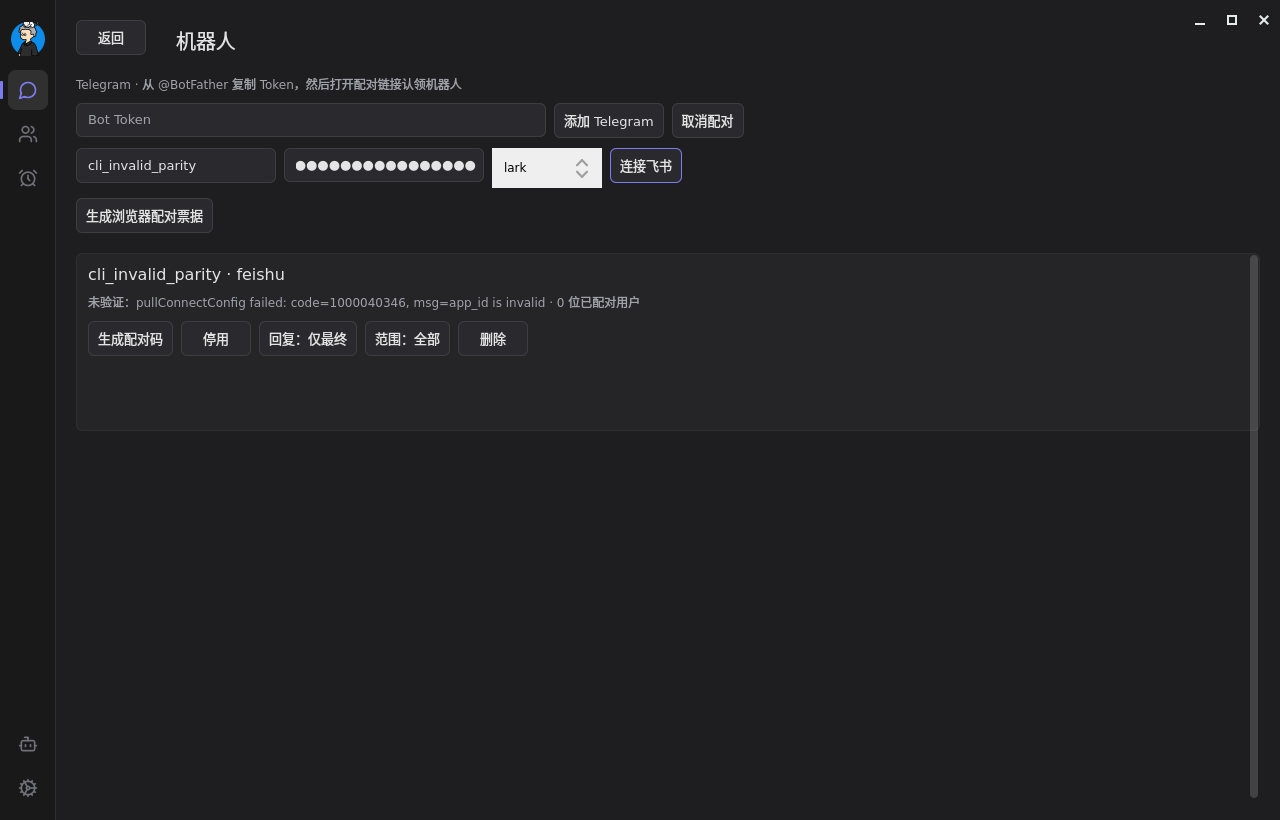 返回
机器人
Telegram · 从 @BotFather 复制 Token，然后打开配对链接认领机器人
Bot Token
添加 Telegram
取消配对
cli_invalid_parity
●●●●●●●●●●●●●●●●
lark
连接飞书
生成浏览器配对票据
cli_invalid_parity · feishu
未验证：pullConnectConfig failed: code=1000040346, msg=app_id is invalid · 0 位已配对用户
生成配对码
停用
回复：仅最终
范围：全部
删除